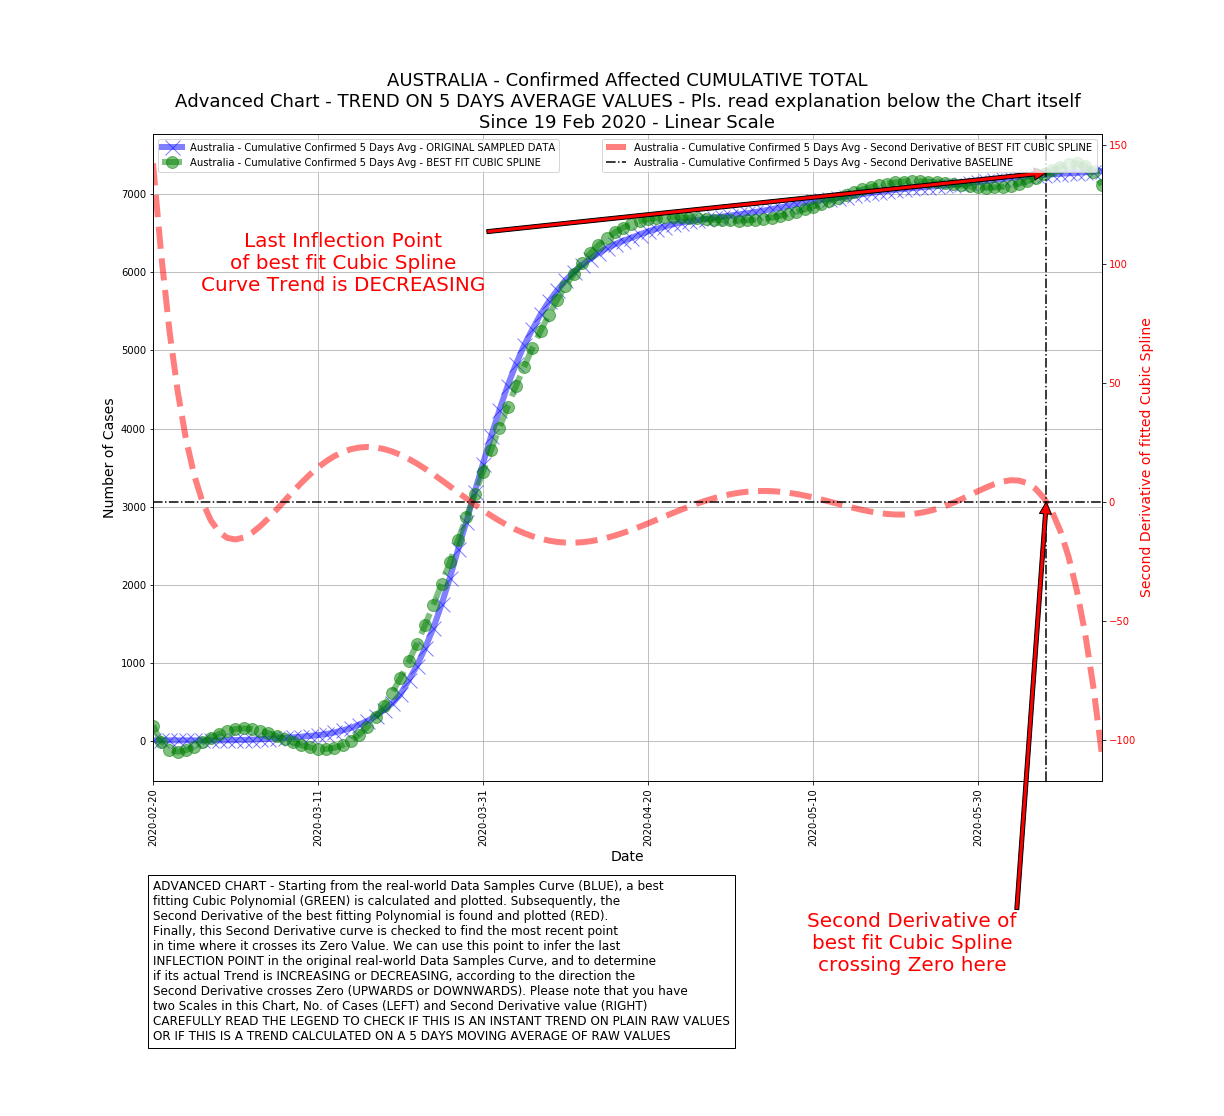 AUSTRALIA - Confirmed Affected CUMULATIVE TOTAL
Advanced Chart - TREND ON 5 DAYS AVERAGE VALUES - Pls. read explanation below the Chart itself
Since 19 Feb 2020 - Linear Scale
Australia - Cumulative Confirmed 5 Days Avg - ORIGINAL SAMPLED DATA
Australia - Cumulative Confirmed 5 Days Avg - BEST FIT CUBIC SPLINE
Australia - Cumulative Confirmed 5 Days Avg - Second Derivative of BEST FIT CUBIC SPLINE
Australia - Cumulative Confirmed 5 Days Avg - Second Derivative BASELINE
Number of Cases
7000
6000
5000
4000
3000
2000
1000
0
Last Inflection Point
of best fit Cubic Spline
Curve Trend is DECREASING
150
100
50
0
−50
−100
Second Derivative of fitted Cubic Spline
2020-02-20
2020-03-11
2020-03-31
2020-04-20
2020-05-10
2020-05-30
Date
ADVANCED CHART - Starting from the real-world Data Samples Curve (BLUE), a best
fitting Cubic Polynomial (GREEN) is calculated and plotted. Subsequently, the
Second Derivative of the best fitting Polynomial is found and plotted (RED).
Finally, this Second Derivative curve is checked to find the most recent point
in time where it crosses its Zero Value. We can use this point to infer the last
INFLECTION POINT in the original real-world Data Samples Curve, and to determine
if its actual Trend is INCREASING or DECREASING, according to the direction the
Second Derivative crosses Zero (UPWARDS or DOWNWARDS). Please note that you have
two Scales in this Chart, No. of Cases (LEFT) and Second Derivative value (RIGHT)
CAREFULLY READ THE LEGEND TO CHECK IF THIS IS AN INSTANT TREND ON PLAIN RAW VALUES
OR IF THIS IS A TREND CALCULATED ON A 5 DAYS MOVING AVERAGE OF RAW VALUES
Second Derivative of
best fit Cubic Spline
crossing Zero here